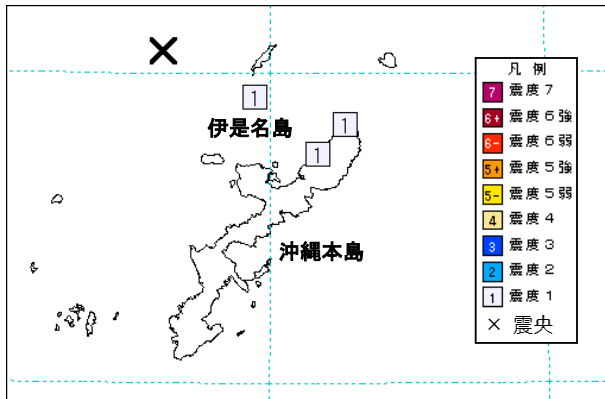 1
1
伊是名島
1
沖縄本島
凡例
7 震度7
6+ 震度6強
6- 震度6弱
5+ 震度5強
5- 震度5弱
4 震度4
3 震度3
2 震度2
1 震度1
× 震央